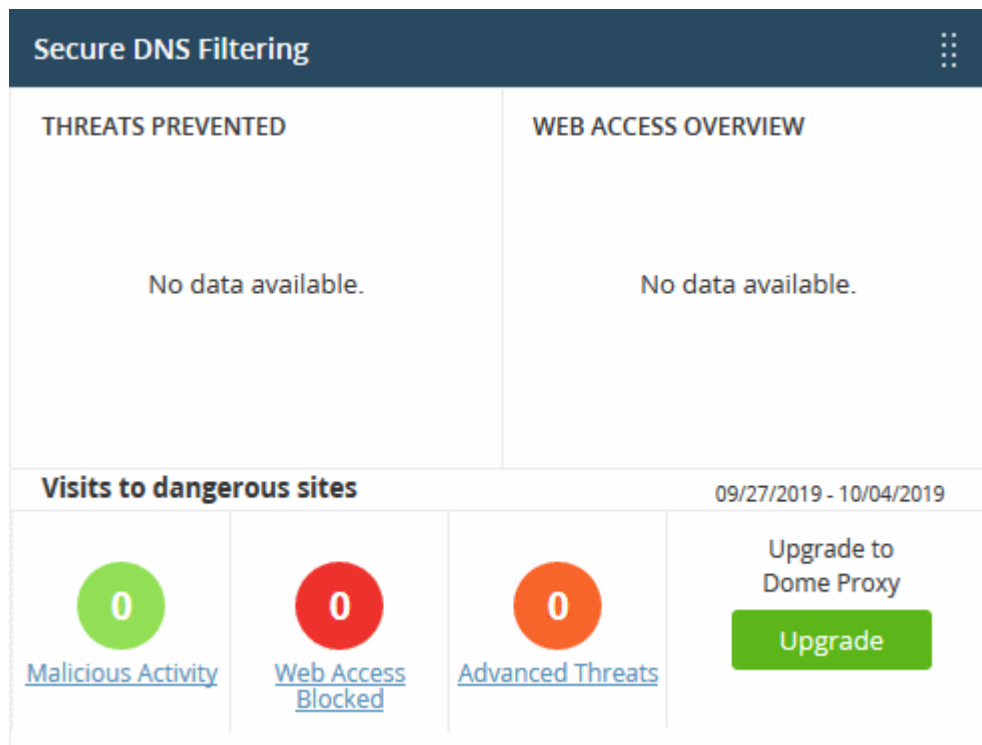 Secure DNS Filtering
THREATS PREVENTED
WEB ACCESS OVERVIEW
No data available.
No data available.
Visits to dangerous sites
09/27/2019 - 10/04/2019
0
Malicious Activity
0
Web Access
Blocked
0
Advanced Threats
Upgrade to
Dome Proxy
Upgrade